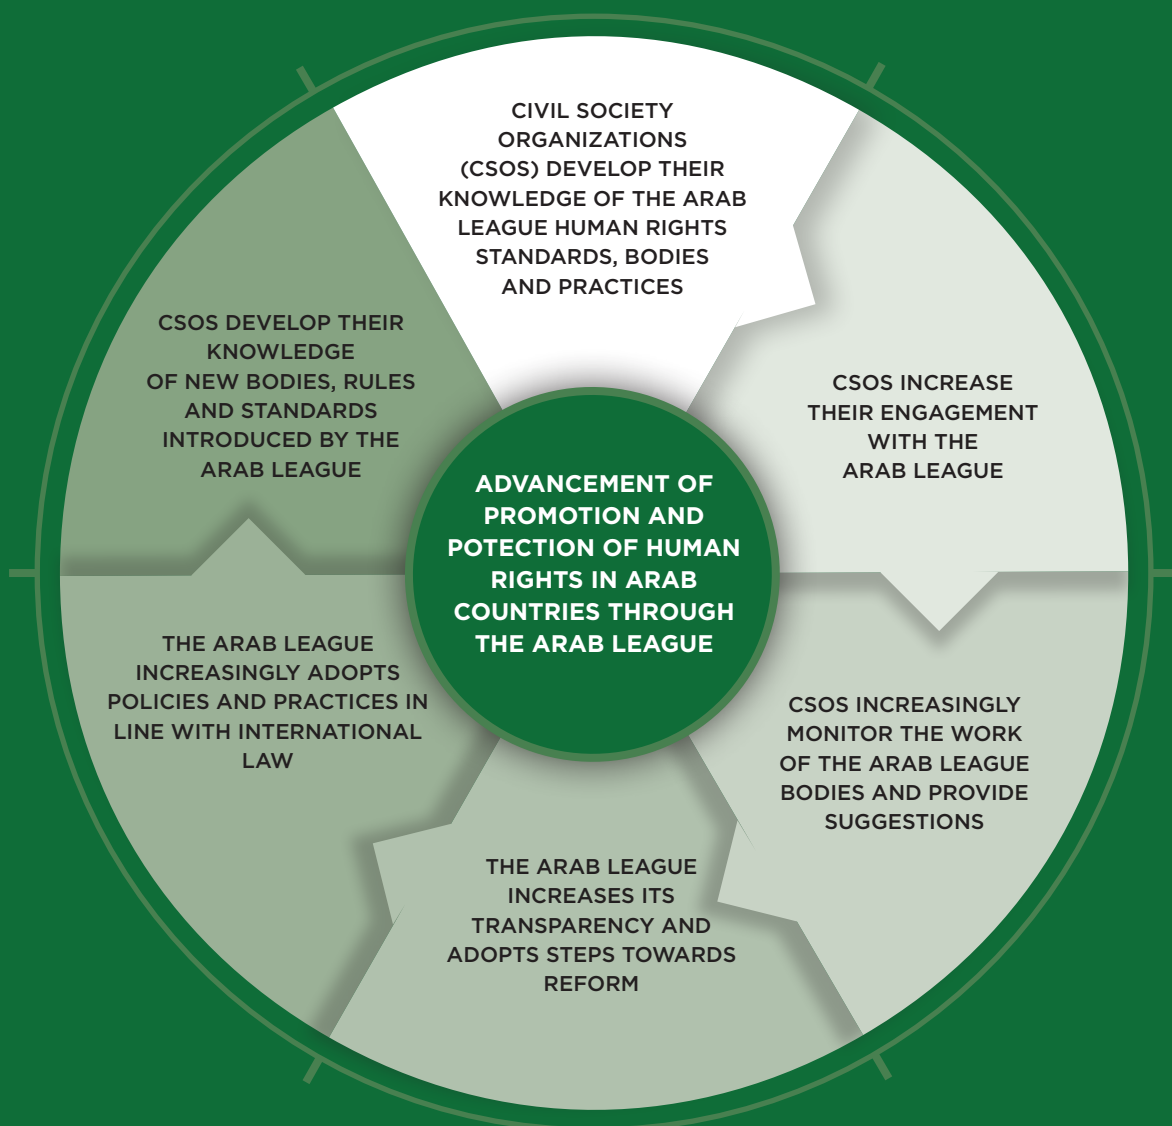 CIVIL SOCIETY
ORGANIZATIONS
(CSOS) DEVELOP THEIR
KNOWLEDGE OF THE ARAB
LEAGUE HUMAN RIGHTS
STANDARDS, BODIES
AND PRACTICES
CSOS INCREASE
THEIR ENGAGEMENT
WITH THE
ARAB LEAGUE
CSOS INCREASINGLY
MONITOR THE WORK
OF THE ARAB LEAGUE
BODIES AND PROVIDE
SUGGESTIONS
THE ARAB LEAGUE
INCREASES ITS
TRANSPARENCY AND
ADOPTS STEPS TOWARDS
REFORM
THE ARAB LEAGUE
INCREASINGLY ADOPTS
POLICIES AND PRACTICES IN
LINE WITH INTERNATIONAL
LAW
CSOS DEVELOP THEIR
KNOWLEDGE
OF NEW BODIES, RULES
AND STANDARDS
INTRODUCED BY THE
ARAB LEAGUE
ADVANCEMENT OF
PROMOTION AND
POTECTION OF HUMAN
RIGHTS IN ARAB
COUNTRIES THROUGH
THE ARAB LEAGUE